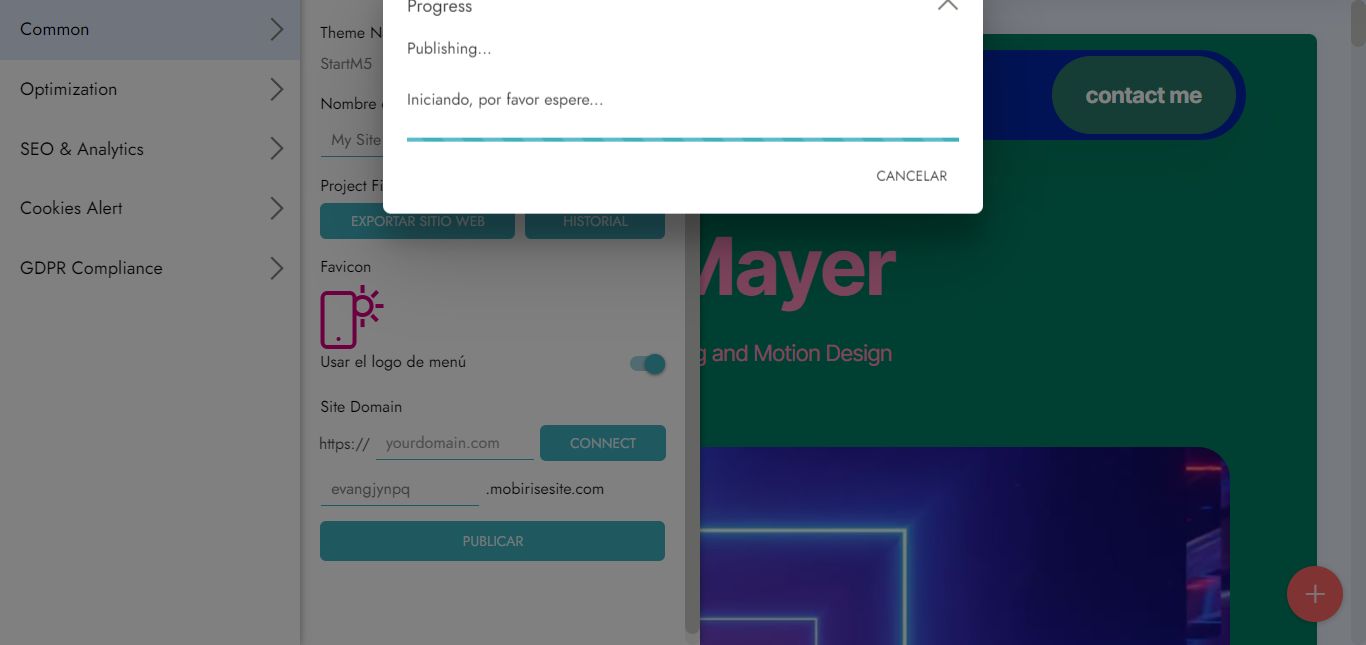 Common
Optimization
SEO & Analytics
Cookies Alert
GDPR Compliance
Theme N
StartM5
Nombre
My Site
Project Fi
EXPORTAR SITIO WEB
HISTORIAL
Favicon
Usar el logo de menú
Site Domain
https://
yourdomain.com
CONNECT
evangjynpq
.mobirisesite.com
PUBLICAR
Progress
Publishing...
Iniciando, por favor espere...
CANCELAR
contact me
Mayer
g and Motion Design